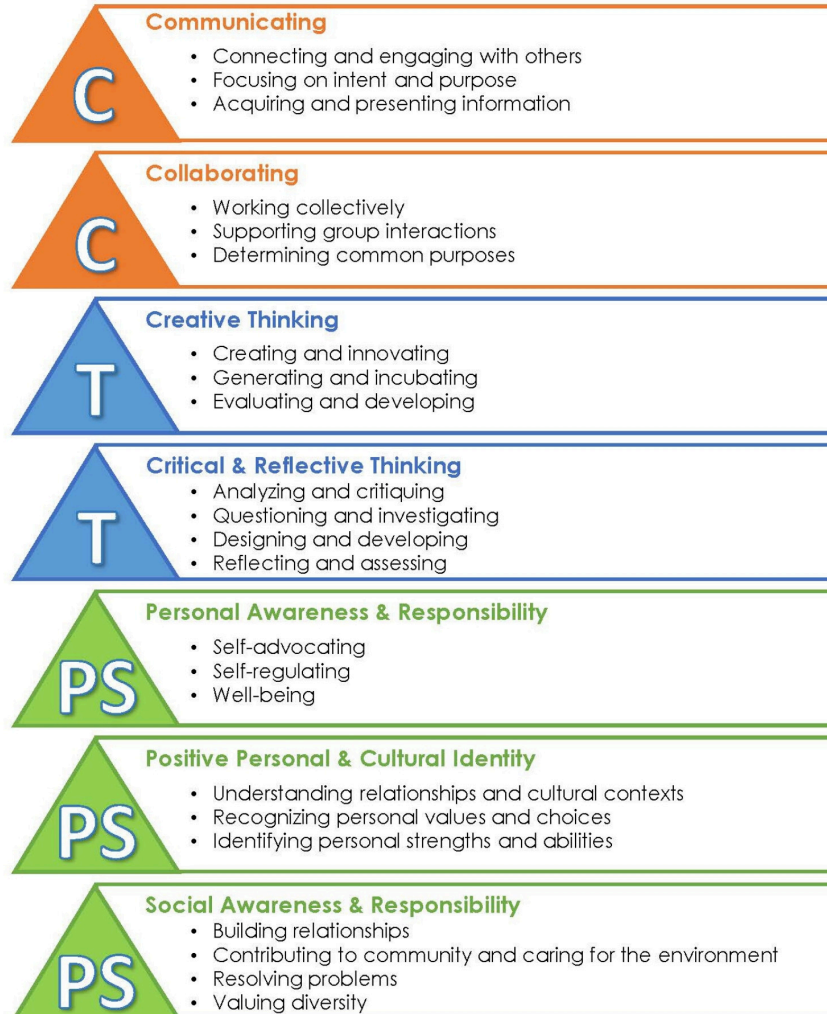 Communicating
• Connecting and engaging with others
• Focusing on intent and purpose
• Acquiring and presenting information
C
Collaborating
• Working collectively
• Supporting group interactions
• Determining common purposes
C
Creative Thinking
• Creating and innovating
• Generating and incubating
• Evaluating and developing
T
Critical & Reflective Thinking
• Analyzing and critiquing
• Questioning and investigating
• Designing and developing
• Reflecting and assessing
T
Personal Awareness & Responsibility
• Self-advocating
• Self-regulating
• Well-being
PS
Positive Personal & Cultural Identity
• Understanding relationships and cultural contexts
• Recognizing personal values and choices
• Identifying personal strengths and abilities
PS
Social Awareness & Responsibility
• Building relationships
• Contributing to community and caring for the environment
• Resolving problems
• Valuing diversity
PS